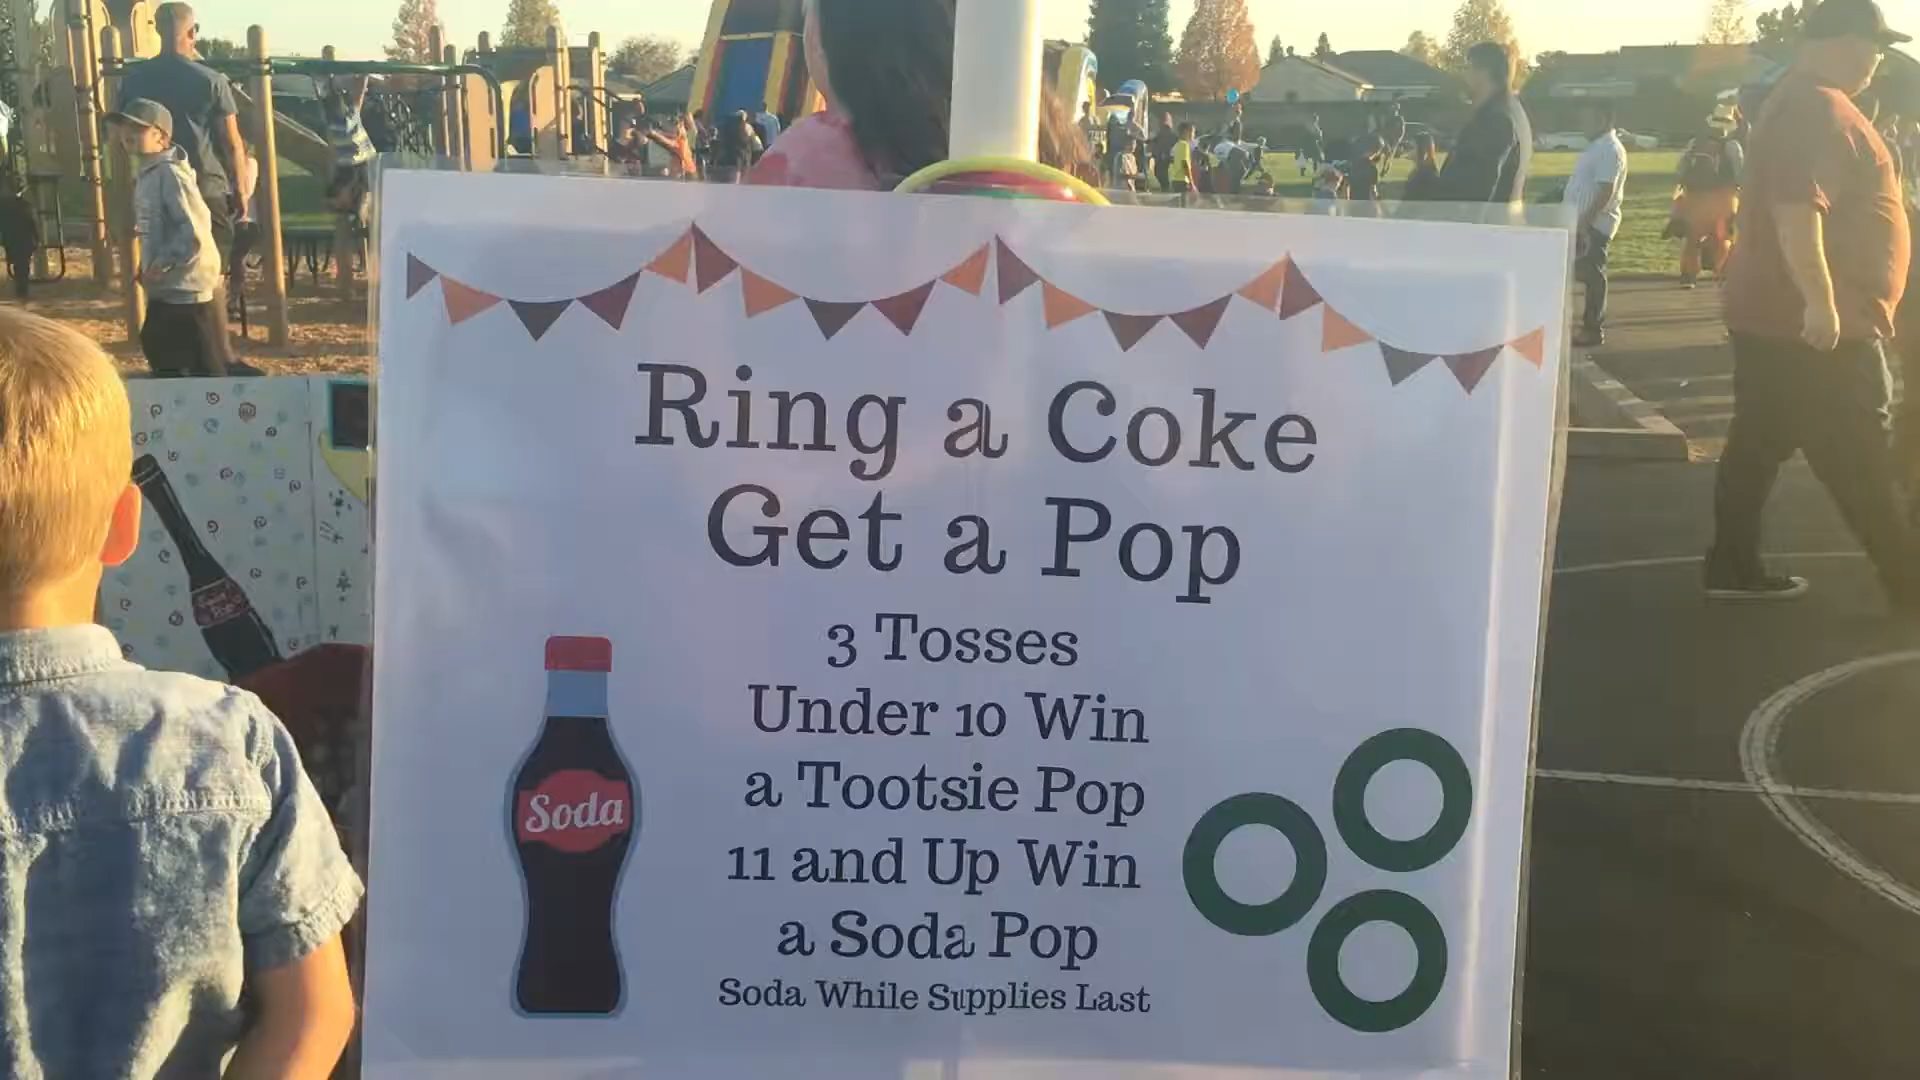 Ring a Coke
Get a Pop
3 Tosses
Under 10 Win
a Tootsie Pop
11 and Up Win
a Soda Pop
Soda While Supplies Last
Soda